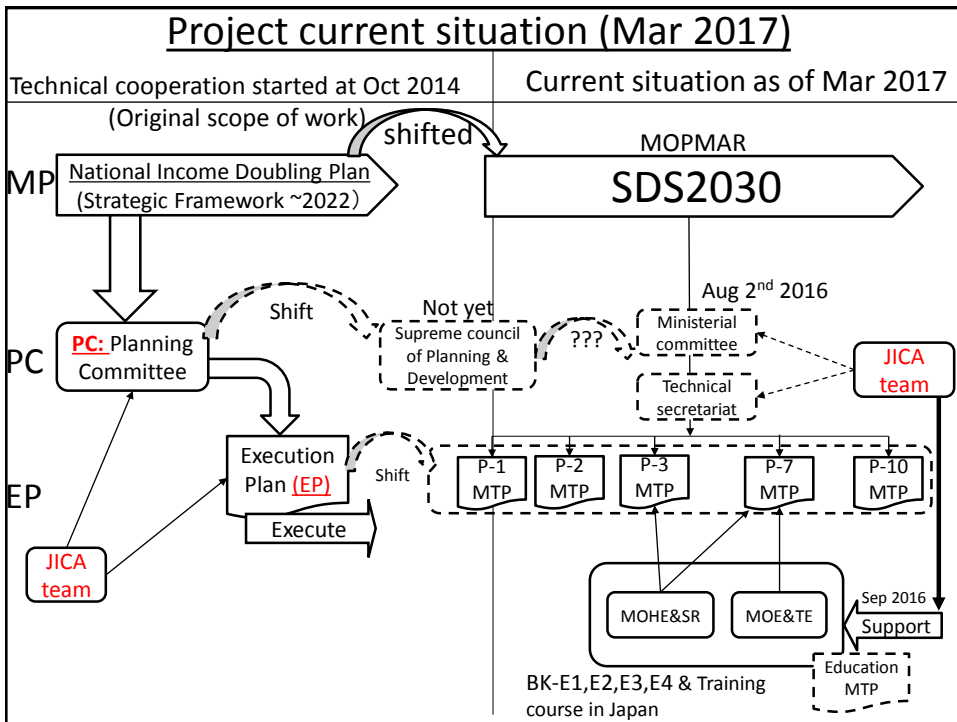 Project current situation (Mar 2017)
Technical cooperation started at Oct 2014
Current situation as of Mar 2017
(Original scope of work)
shifted
MOPMAR
MP
National Income Doubling Plan
(Strategic Framework ~2022)
SDS2030
Aug 2nd 2016
PC
PC: Planning
Committee
Shift
Not yet
Supreme council
of Planning &
Development
???
Ministerial
committee
Technical
secretariat
JICA
team
EP
Execution
Plan (EP)
Execute
Shift
P-1
MTP
P-2
MTP
P-3
MTP
P-7
MTP
P-10
MTP
JICA
team
MOHE&SR
MOE&TE
Sep 2016
Support
Education
MTP
BK-E1,E2,E3,E4 & Training
course in Japan